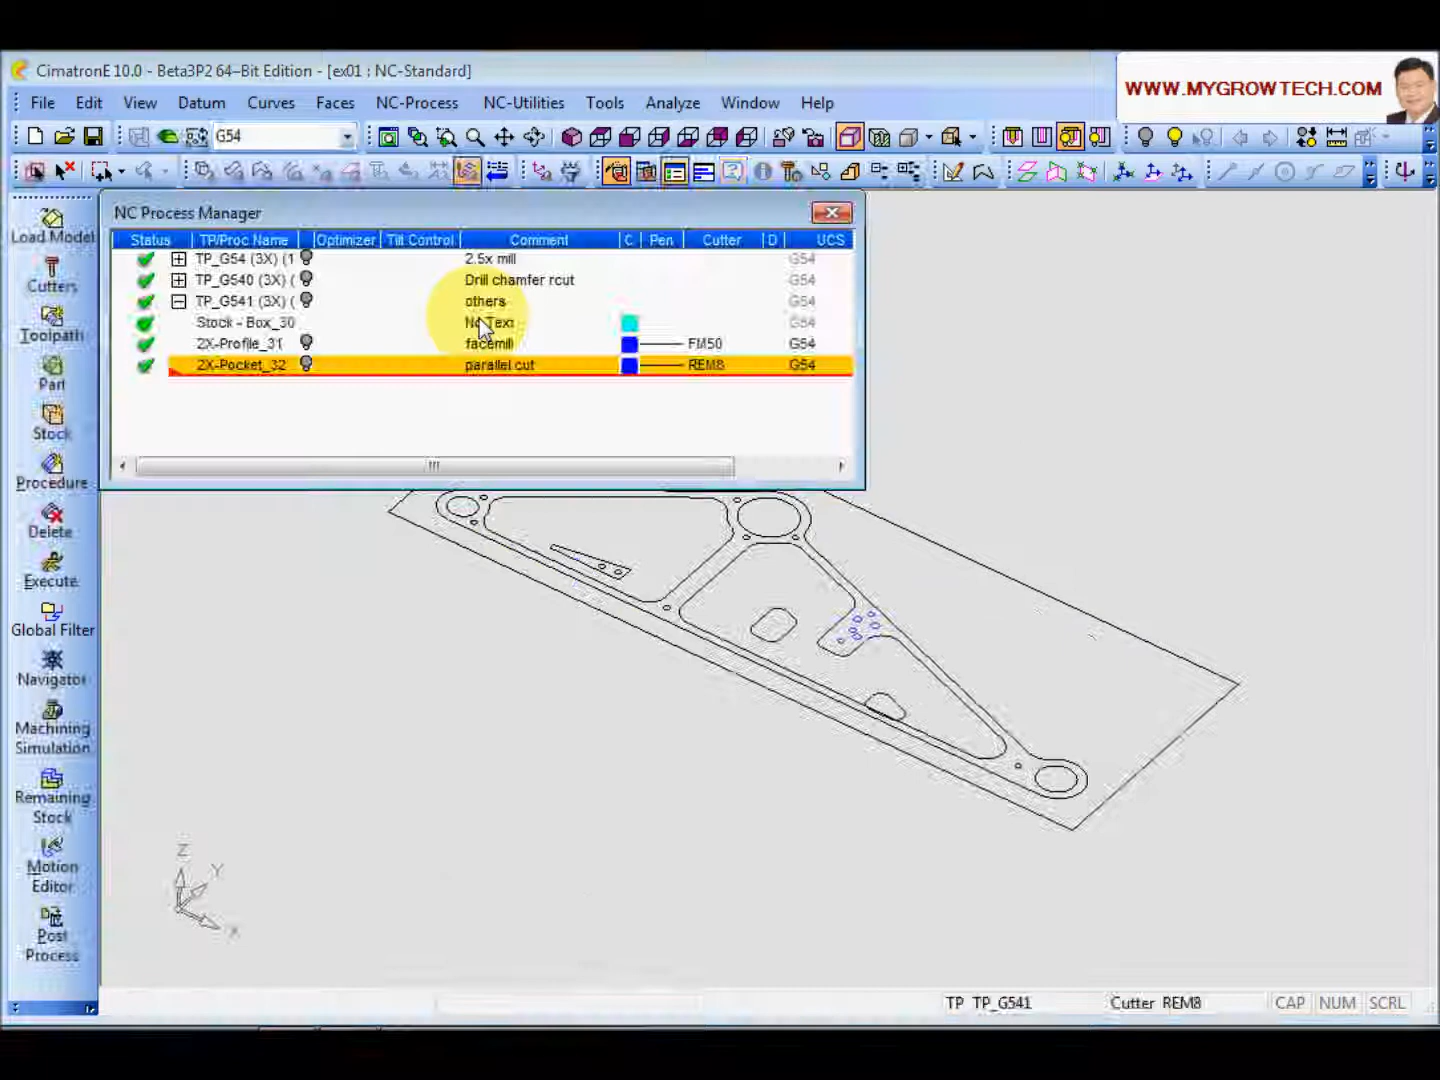 CimatronE 10.0 - Beta3P2 64-Bit Edition - [ex01 ; NC-Standard]
WWW.MYGROWTECH.COM
File Edit View Datum Curves Faces NC-Process NC-Utilities Tools Analyze Window Help
G54
NC Process Manager
Status TP/Proc Name Optimizer Tilt Control Comment C Pen Cutter D UCS
TP_G54 (3X) (1 2.5x mill G54
TP_G540 (3X) ( Drill chamfer rcut G54
TP_G541 (3X) ( others G54
Stock - Box_30 No Text G54
2X-Profile_31 facemill FM50 G54
2X-Pocket_32 parallel cut REM8 G54
Load Model
Cutters
Toolpath
Part
Stock
Procedure
Delete
Execute
Global Filter
Navigator
Machining
Simulation
Remaining
Stock
Motion
Editor
Post
Process
Z
Y
X
TP TP_G541 Cutter REM8 CAP NUM SCRL